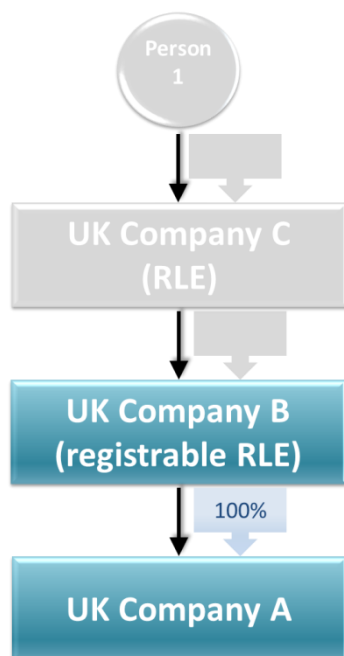 Person
1
UK Company C
(RLE)
UK Company B
(registrable RLE)
100%
UK Company A